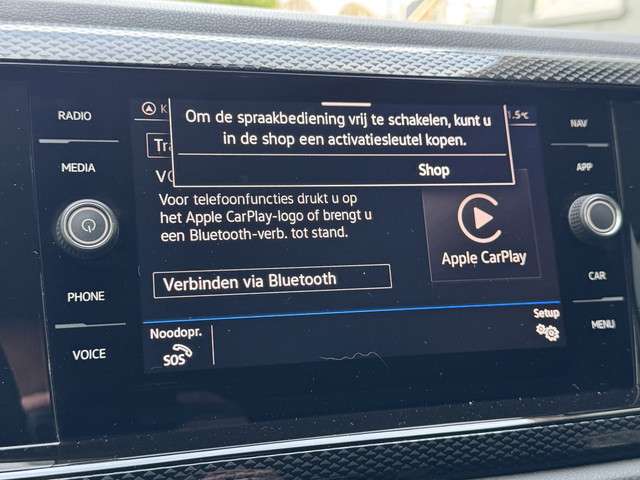 RADIO
MEDIA
PHONE
VOICE
Om de spraakbediening vrij te schakelen, kunt u
in de shop een activatiesleutel kopen.
Shop
1.5°C
Voor telefoonfuncties drukt u op
het Apple CarPlay-logo of brengt u
een Bluetooth-verb. tot stand.
Verbinden via Bluetooth
Apple CarPlay
Noodopr.
SOS
Setup
NAV
APP
CAR
MENU